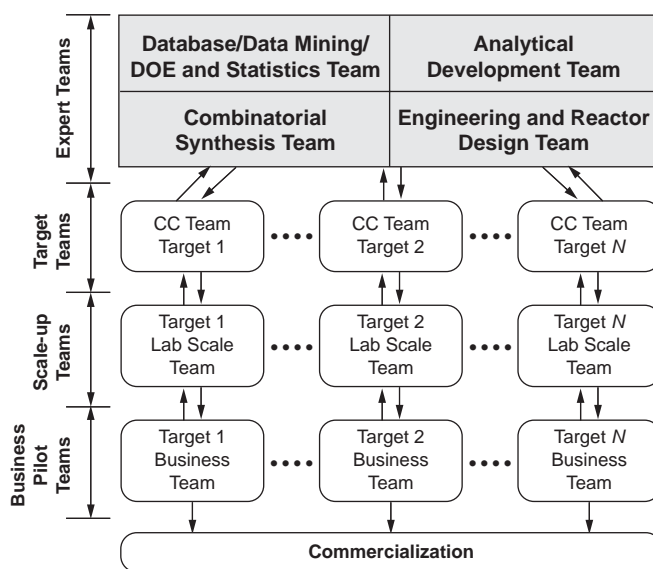 Expert Teams
Database/Data Mining/
DOE and Statistics Team
Analytical
Development Team
Combinatorial
Synthesis Team
Engineering and Reactor
Design Team
Target
Teams
CC Team
Target 1
CC Team
Target 2
CC Team
Target N
Scale-up
Teams
Target 1
Lab Scale
Team
Target 2
Lab Scale
Team
Target N
Lab Scale
Team
Business
Pilot
Teams
Target 1
Business
Team
Target 2
Business
Team
Target N
Business
Team
Commercialization